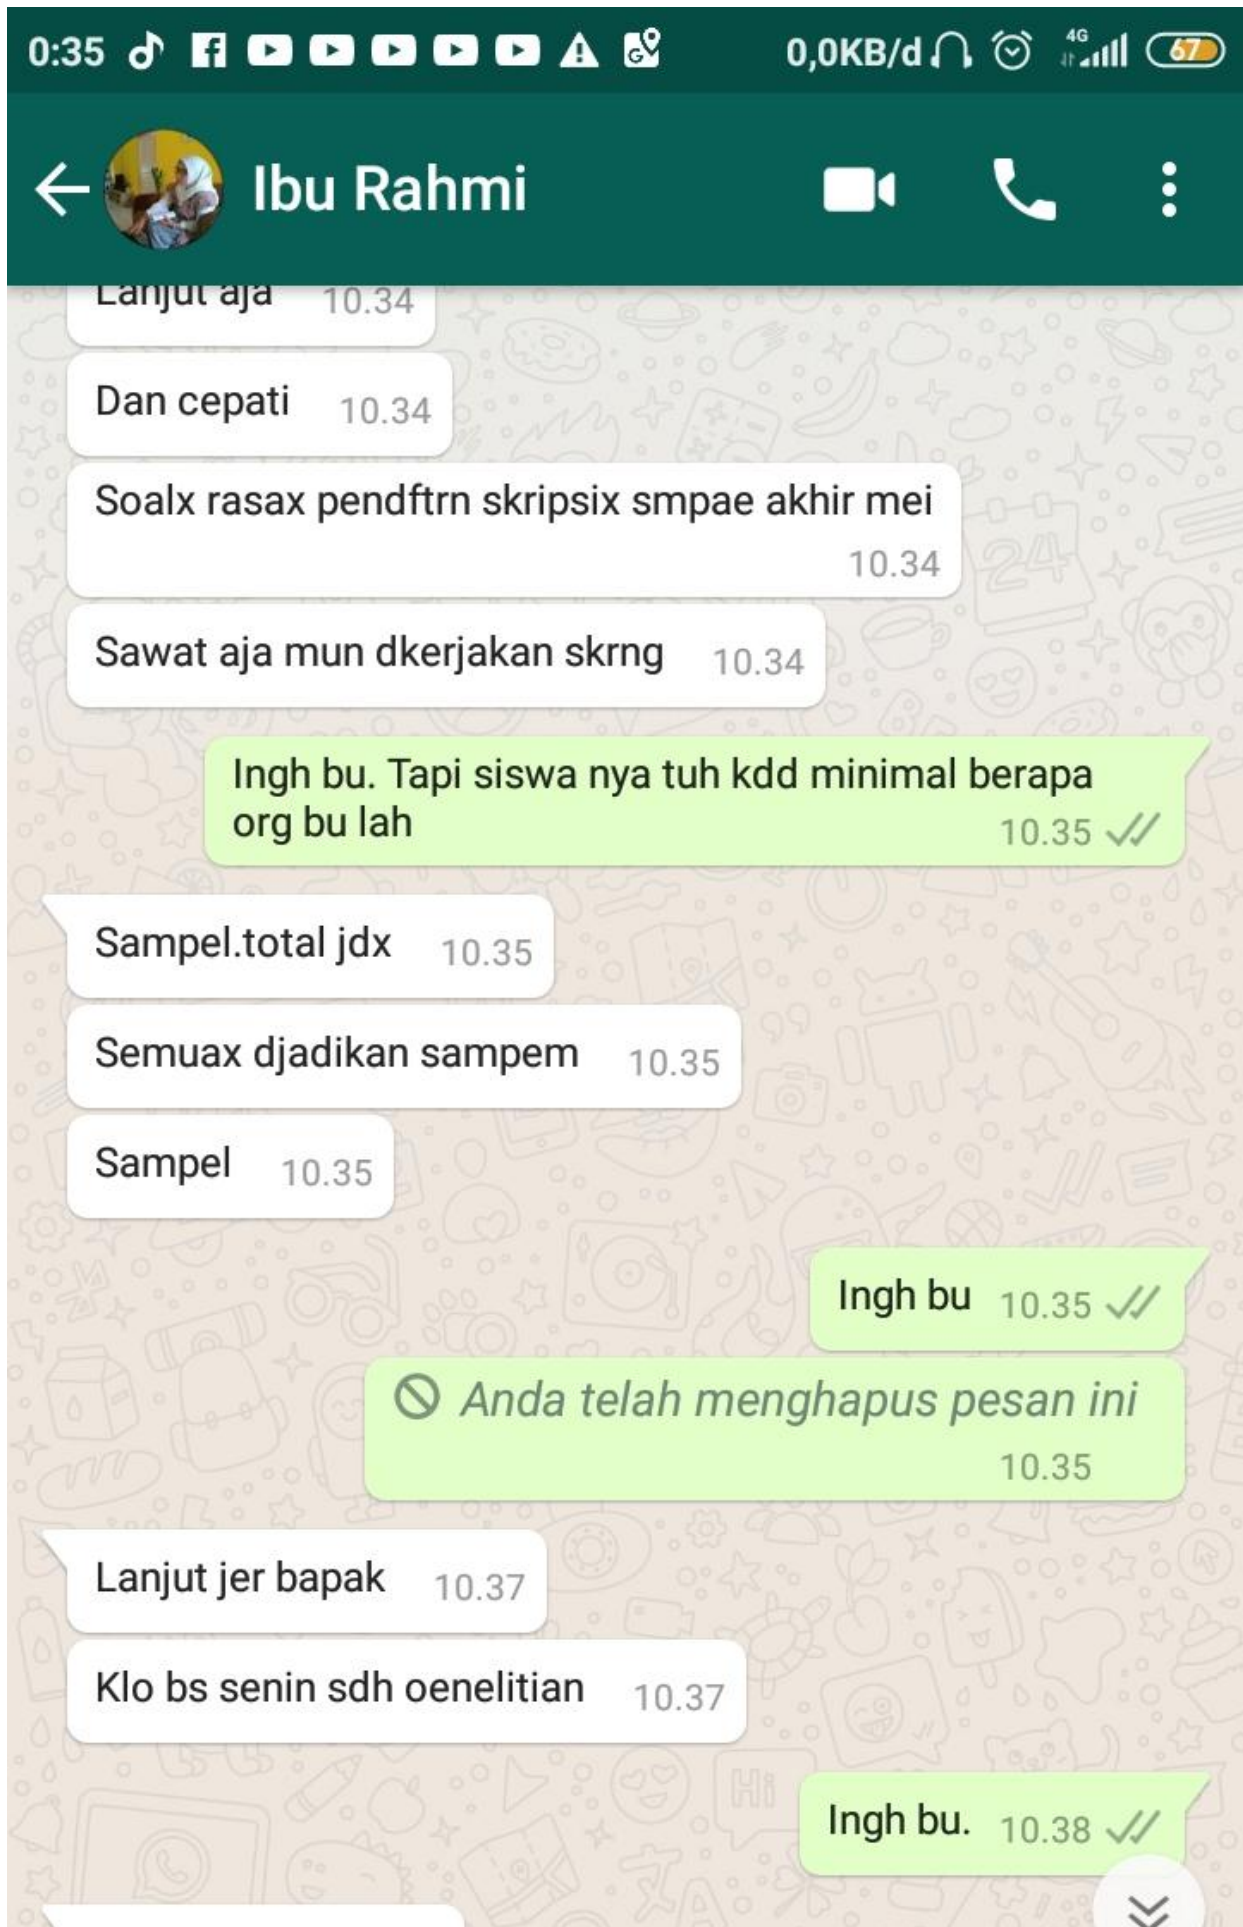 0:35 0,0KB/d 4G 67
Ibu Rahmi
Lanjut aja 10.34
Dan cepati 10.34
Soalx rasax pendftrn skripsix smpae akhir mei
10.34
Sawat aja mun dkerjakan skrng 10.34
Ingh bu. Tapi siswa nya tuh kdd minimal berapa
org bu lah 10.35
Sampel.total jdx 10.35
Semuax djadikan sampem 10.35
Sampel 10.35
Ingh bu 10.35
Anda telah menghapus pesan ini
10.35
Lanjut jer bapak 10.37
Klo bs senin sdh oenelitian 10.37
Ingh bu. 10.38